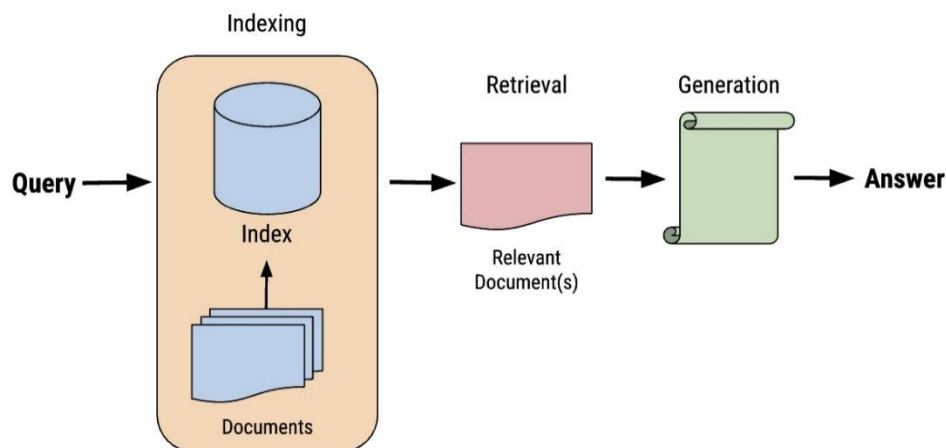 Indexing
Retrieval
Generation
Query
Index
Answer
Relevant
Document(s)
Documents